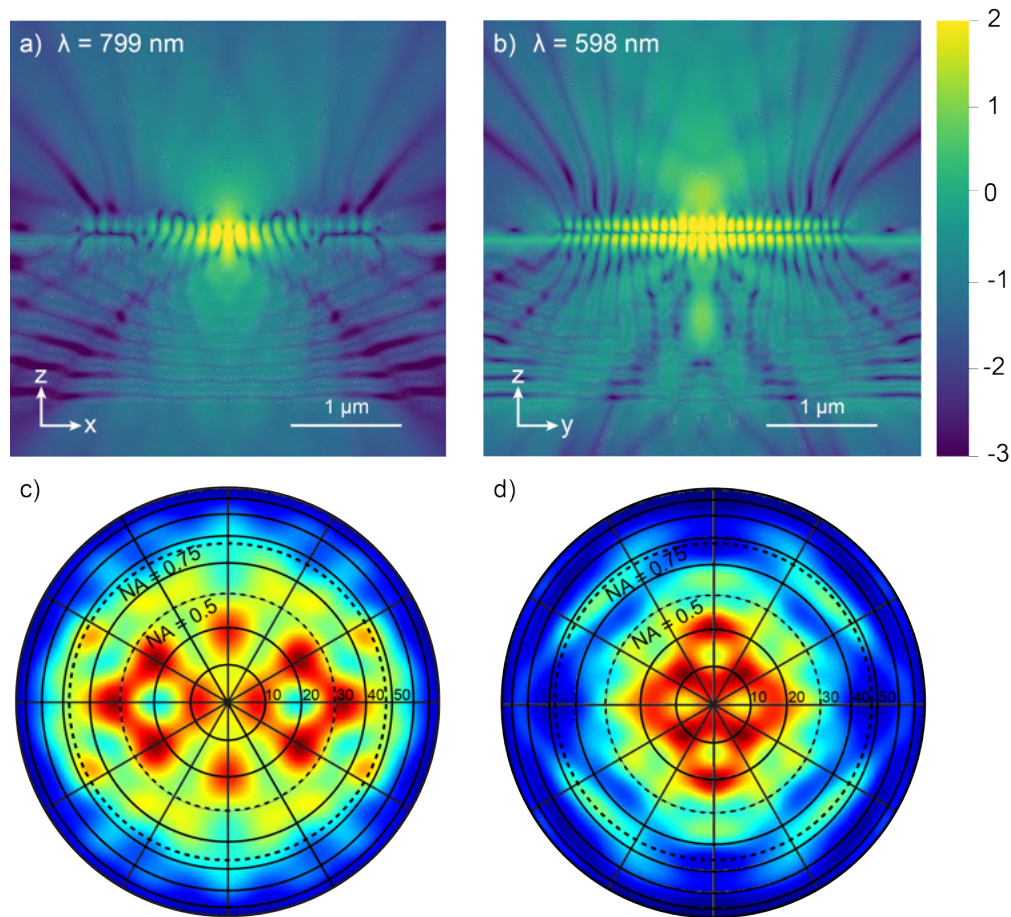 a) λ = 799 nm
b) λ = 598 nm
2
1
0
-1
-2
-3
z
x
1 μm
z
y
1 μm
c)
d)
NA = 0.75
NA = 0.5
10
20
30
40
50
NA = 0.75
NA = 0.5
10
20
30
40
50